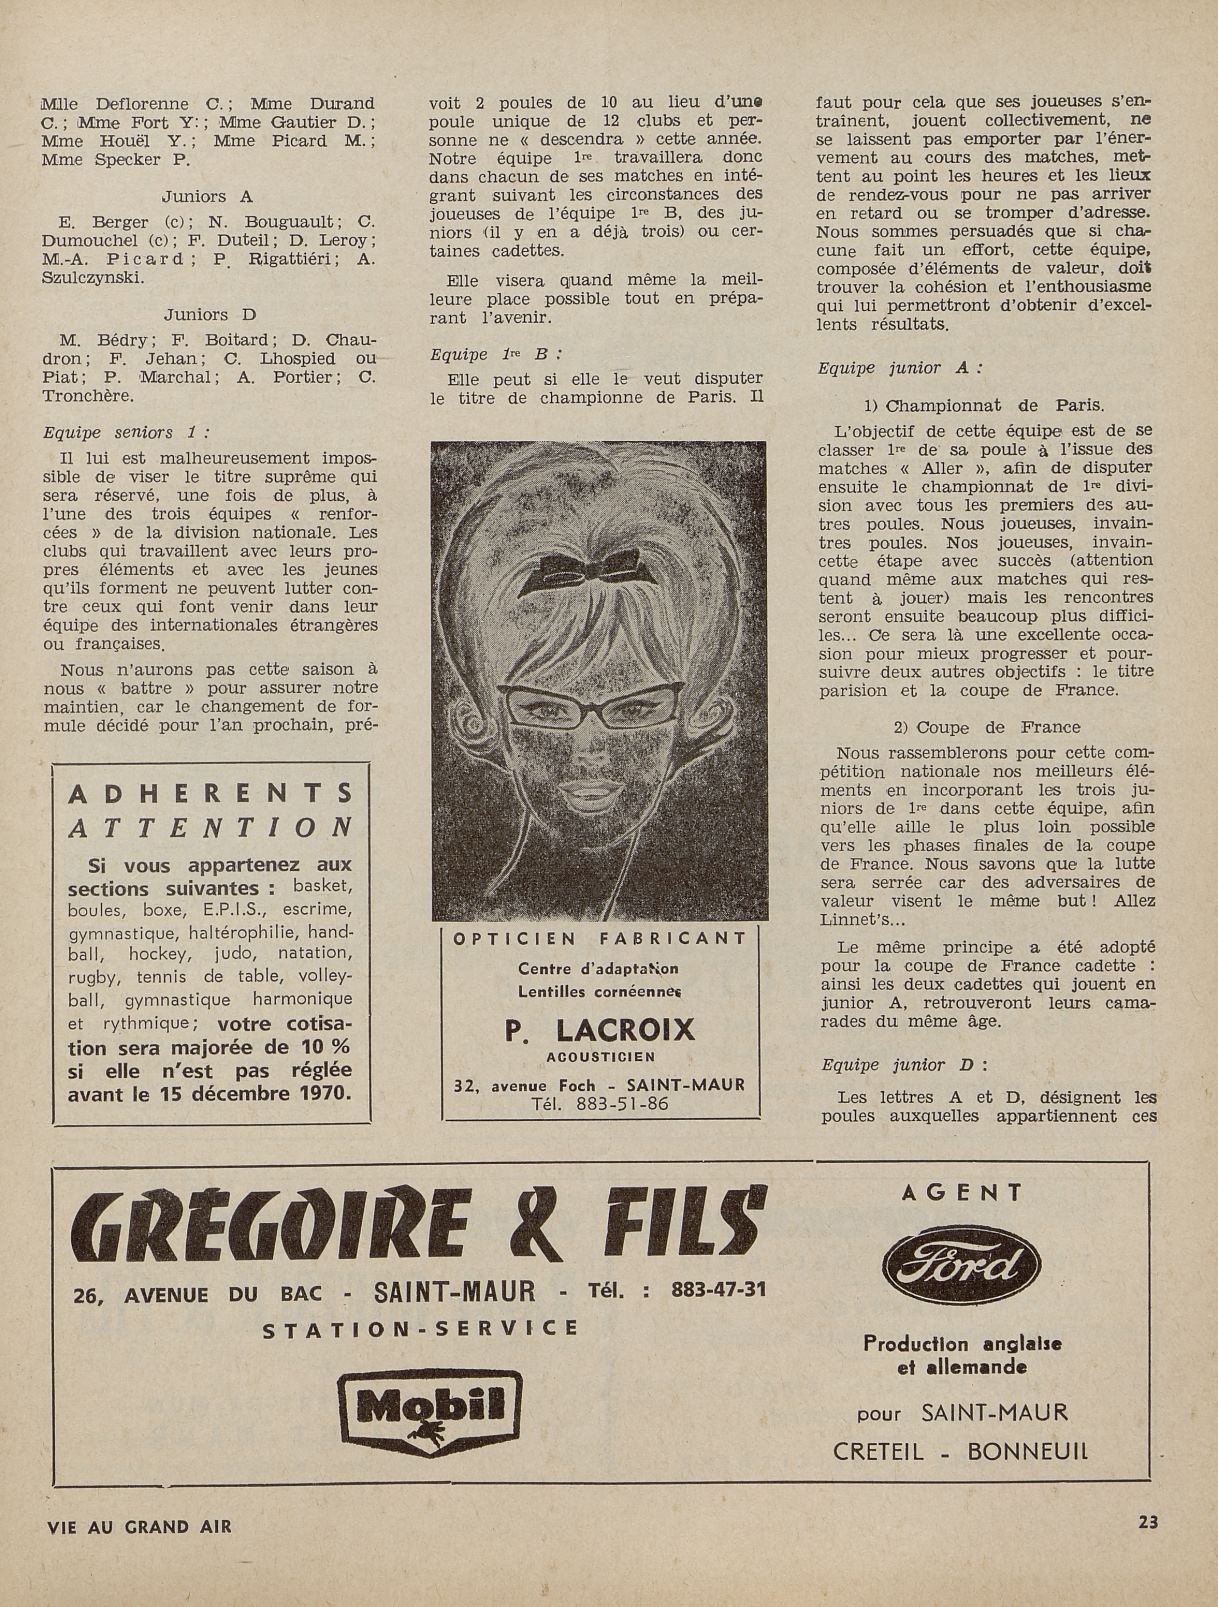 Mlle Deflorenne C. ; Mme Durand
C. ; Mme Fort Y: ; Mme Gautier D. ;
Mme Houël Y. ; Mme Picard M. ;
Mme Specker P.
Juniors A
E. Berger (c) ; N. Bouguault ; C.
Dumouchel (c) ; F. Duteil ; D. Leroy ;
M.-A. Picard ; P. Rigattiéri ; A.
Szulczynski.
Juniors D
M. Bédry ; F. Boitard ; D. Chau-
dron ; F. Jehan ; C. Lhospied ou
Piat ; P. Marchal ; A. Portier ; C.
Tronchère.
Equipe seniors 1 :
Il lui est malheureusement impos-
sible de viser le titre suprême qui
sera réservé, une fois de plus, à
l'une des trois équipes « renfor-
cées » de la division nationale. Les
clubs qui travaillent avec leurs pro-
pres éléments et avec les jeunes
qu'ils forment ne peuvent lutter con-
tre ceux qui font venir dans leur
équipe des internationales étrangères
ou françaises.
Nous n'aurons pas cette saison à
nous « battre » pour assurer notre
maintien, car le changement de for-
mule décidé pour l'an prochain, pré-
ADHERENTS
ATTENTION
Si vous appartenez aux
sections suivantes : basket,
boules, boxe, E.P.I.S., escrime,
gymnastique, haltérophilie, hand-
ball, hockey, judo, natation,
rugby, tennis de table, volley-
ball, gymnastique harmonique
et rythmique ; votre cotisa-
tion sera majorée de 10 %
si elle n'est pas réglée
avant le 15 décembre 1970.
voit 2 poules de 10 au lieu d'une
poule unique de 12 clubs et per-
sonne ne « descendra » cette année.
Notre équipe 1re travaillera donc
dans chacun de ses matches en inté-
grant suivant les circonstances des
joueuses de l'équipe 1re B, des ju-
niors (il y en a déjà trois) ou cer-
taines cadettes.
Elle visera quand même la meil-
leure place possible tout en prépa-
rant l'avenir.
Equipe 1re B :
Elle peut si elle le veut disputer
le titre de championne de Paris. Il
OPTICIEN FABRICANT
Centre d'adaptation
Lentilles cornéennes
P. LACROIX
ACOUSTICIEN
32, avenue Foch - SAINT-MAUR
Tél. 883-51-86
faut pour cela que ses joueuses s'en-
traînent, jouent collectivement, ne
se laissent pas emporter par l'éner-
vement au cours des matches, met-
tent au point les heures et les lieux
de rendez-vous pour ne pas arriver
en retard ou se tromper d'adresse.
Nous sommes persuadés que si cha-
cune fait un effort, cette équipe,
composée d'éléments de valeur, doit
trouver la cohésion et l'enthousiasme
qui lui permettront d'obtenir d'excel-
lents résultats.
Equipe junior A :
1) Championnat de Paris.
L'objectif de cette équipe est de se
classer 1re de sa poule à l'issue des
matches « Aller », afin de disputer
ensuite le championnat de 1re divi-
sion avec tous les premiers des au-
tres poules. Nous joueuses, invain-
tres poules. Nos joueuses, invain-
cette étape avec succès (attention
quand même aux matches qui res-
tent à jouer) mais les rencontres
seront ensuite beaucoup plus diffici-
les... Ce sera là une excellente occa-
sion pour mieux progresser et pour-
suivre deux autres objectifs : le titre
parision et la coupe de France.
2) Coupe de France
Nous rassemblerons pour cette com-
pétition nationale nos meilleurs élé-
ments en incorporant les trois ju-
niors de 1re dans cette équipe, afin
qu'elle aille le plus loin possible
vers les phases finales de la coupe
de France. Nous savons que la lutte
sera serrée car des adversaires de
valeur visent le même but ! Allez
Linnet's...
Le même principe a été adopté
pour la coupe de France cadette :
ainsi les deux cadettes qui jouent en
junior A, retrouveront leurs cama-
rades du même âge.
Equipe junior D :
Les lettres A et D, désignent les
poules auxquelles appartiennent ces
GRÉGOIRE & FILS
26, AVENUE DU BAC - SAINT-MAUR - Tél. : 883-47-31
STATION-SERVICE
Mobil
AGENT
Ford
Production anglaise
et allemande
pour SAINT-MAUR
CRETEIL - BONNEUIL
VIE AU GRAND AIR
23